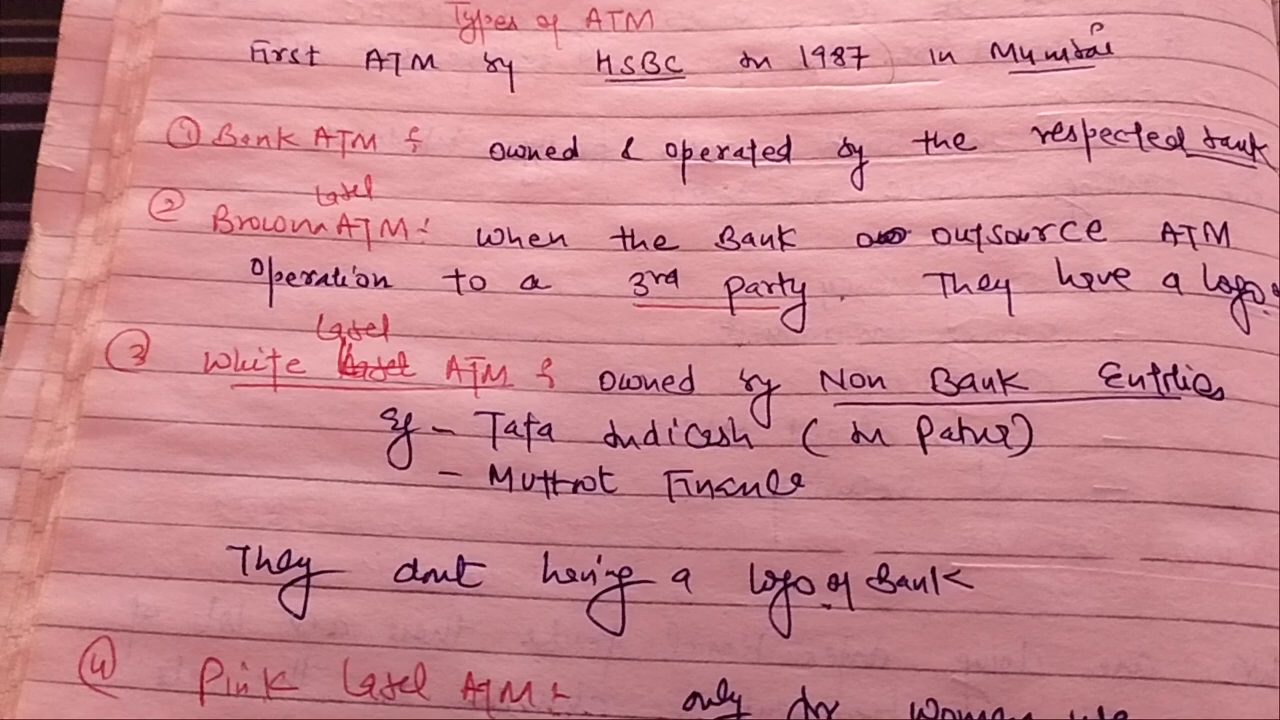 Types of ATM
First ATM by HSBC in 1987 in Mumbai
① Bank ATM : owned & operated by the respected bank
Label
② Brown ATM : when the Bank outsource ATM
operation to a 3rd party. They have a logo.
Label
③ White ATM : owned by Non Bank Entities
eg - Tata Indicash (In Patna)
- Muttrot Finance
They dont having a logo of Bank
④ Pink Label ATM : only for women